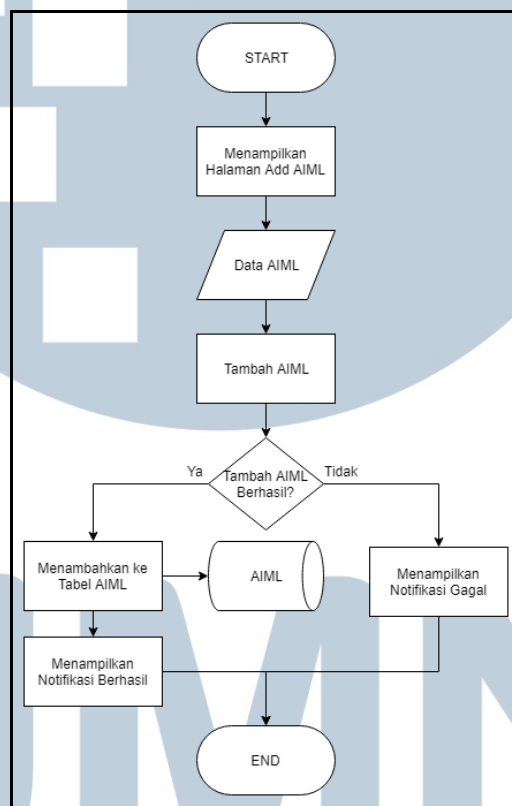 START
Menampilkan
Halaman Add AIML
Data AIML
Tambah AIML
Tambah AIML
Berhasil?
Ya
Tidak
Menambahkan ke
Tabel AIML
AIML
Menampilkan
Notifikasi Gagal
Menampilkan
Notifikasi Berhasil
END
UMN